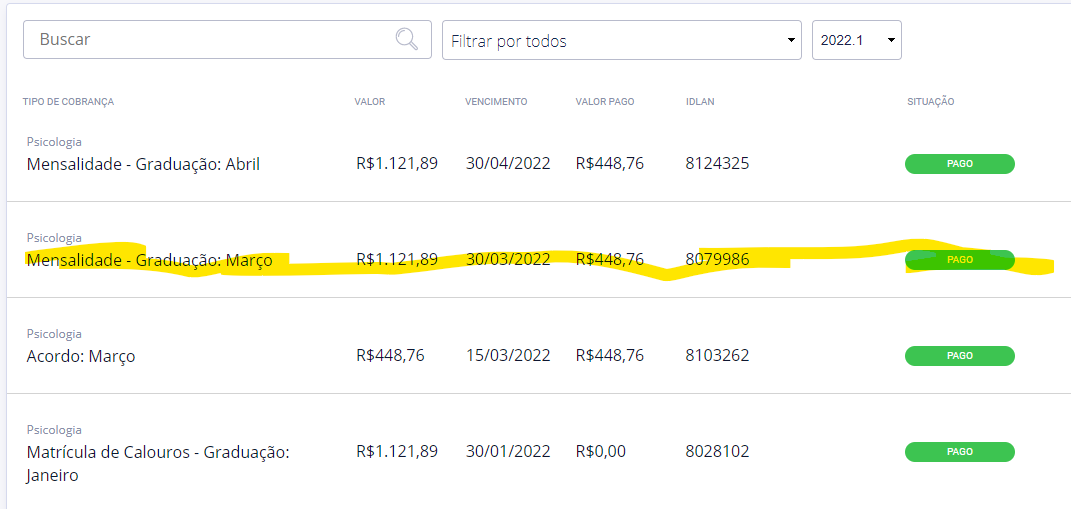 Buscar
Filtrar por todos
2022.1
TIPO DE COBRANÇA VALOR VENCIMENTO VALOR PAGO IDLAN SITUAÇÃO
Psicologia
Mensalidade - Graduação: Abril R$1.121,89 30/04/2022 R$448,76 8124325 PAGO
Psicologia
Mensalidade - Graduação: Março R$1.121,89 30/03/2022 R$448,76 8079986 PAGO
Psicologia
Acordo: Março R$448,76 15/03/2022 R$448,76 8103262 PAGO
Psicologia
Matrícula de Calouros - Graduação: R$1.121,89 30/01/2022 R$0,00 8028102 PAGO
Janeiro